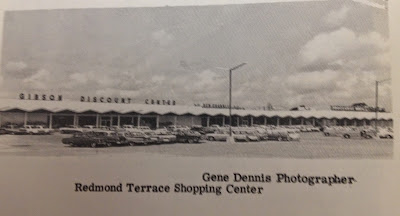 GIBSON DISCOUNT CENTER
Gene Dennis Photographer
Redmond Terrace Shopping Center